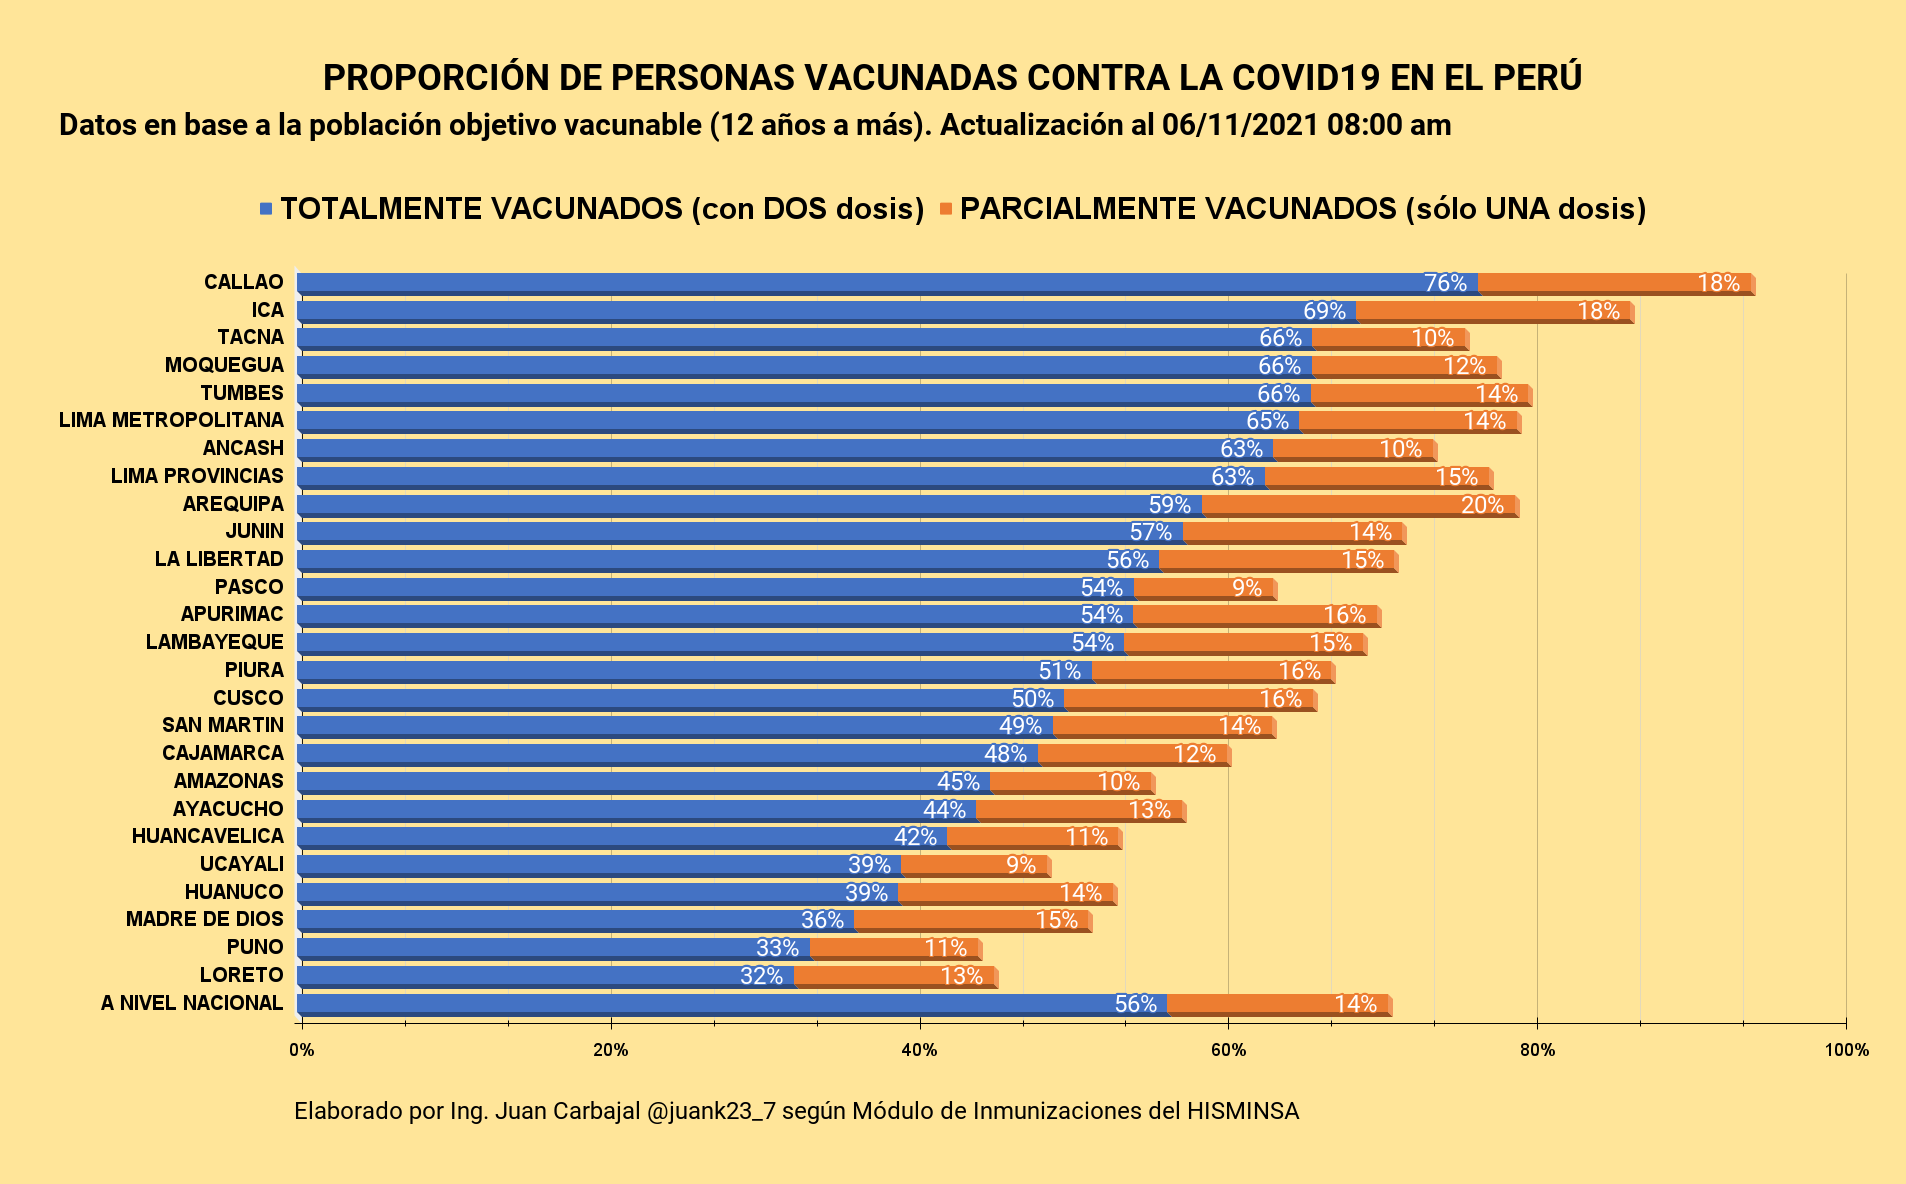 PROPORCIÓN DE PERSONAS VACUNADAS CONTRA LA COVID19 EN EL PERÚ
Datos en base a la población objetivo vacunable (12 años a más). Actualización al 06/11/2021 08:00 am
TOTALMENTE VACUNADOS (con DOS dosis) PARCIALMENTE VACUNADOS (sólo UNA dosis)
CALLAO 76% 18%
ICA 69% 18%
TACNA 66% 10%
MOQUEGUA 66% 12%
TUMBES 66% 14%
LIMA METROPOLITANA 65% 14%
ANCASH 63% 10%
LIMA PROVINCIAS 63% 15%
AREQUIPA 59% 20%
JUNIN 57% 14%
LA LIBERTAD 56% 15%
PASCO 54% 9%
APURIMAC 54% 16%
LAMBAYEQUE 54% 15%
PIURA 51% 16%
CUSCO 50% 16%
SAN MARTIN 49% 14%
CAJAMARCA 48% 12%
AMAZONAS 45% 10%
AYACUCHO 44% 13%
HUANCAVELICA 42% 11%
UCAYALI 39% 9%
HUANUCO 39% 14%
MADRE DE DIOS 36% 15%
PUNO 33% 11%
LORETO 32% 13%
A NIVEL NACIONAL 56% 14%
0% 20% 40% 60% 80% 100%
Elaborado por Ing. Juan Carbajal @juank23_7 según Módulo de Inmunizaciones del HISMINSA